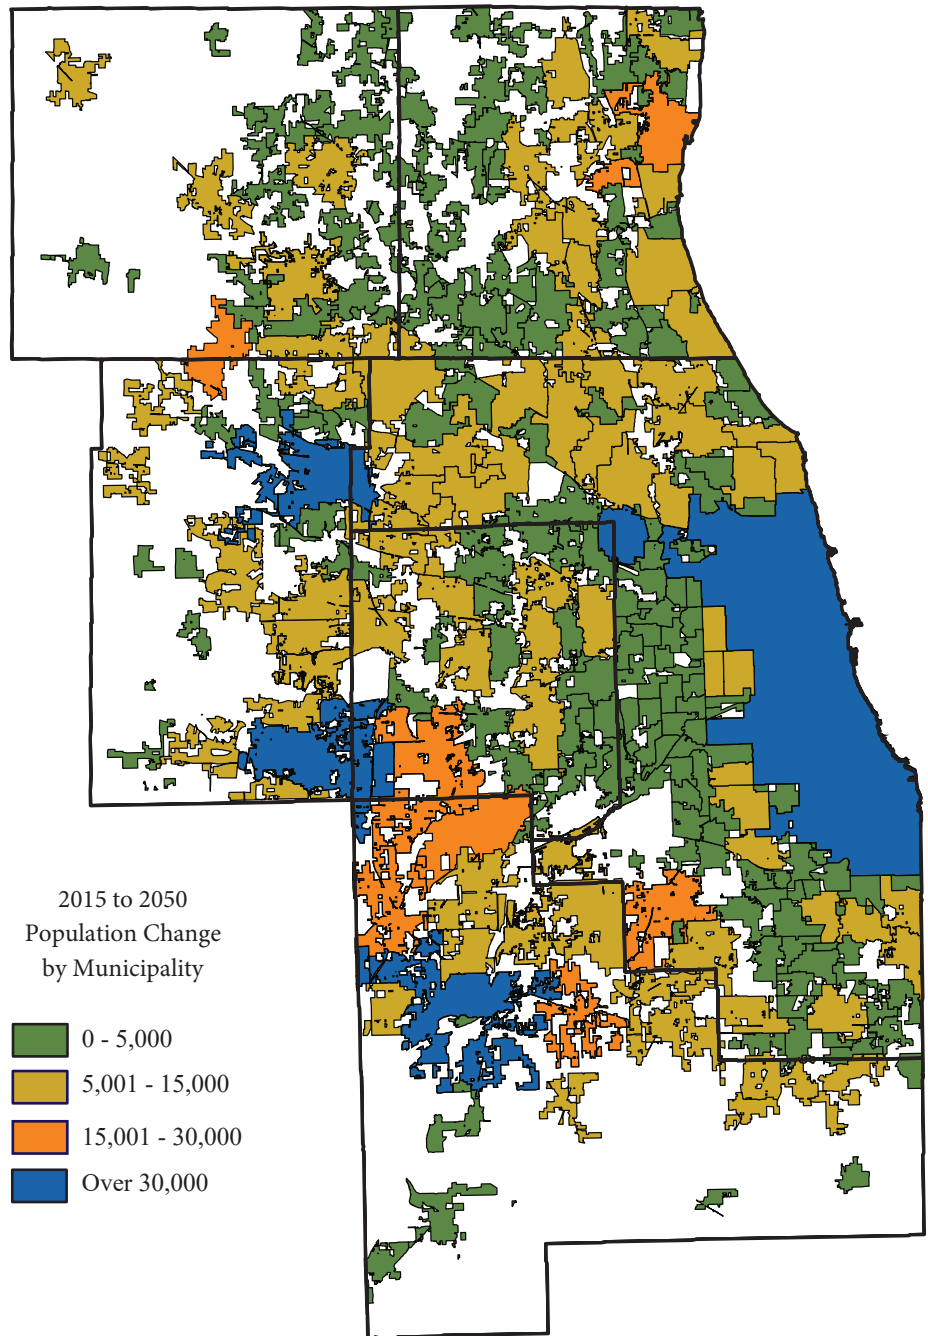 2015 to 2050
Population Change
by Municipality
0 - 5,000
5,001 - 15,000
15,001 - 30,000
Over 30,000